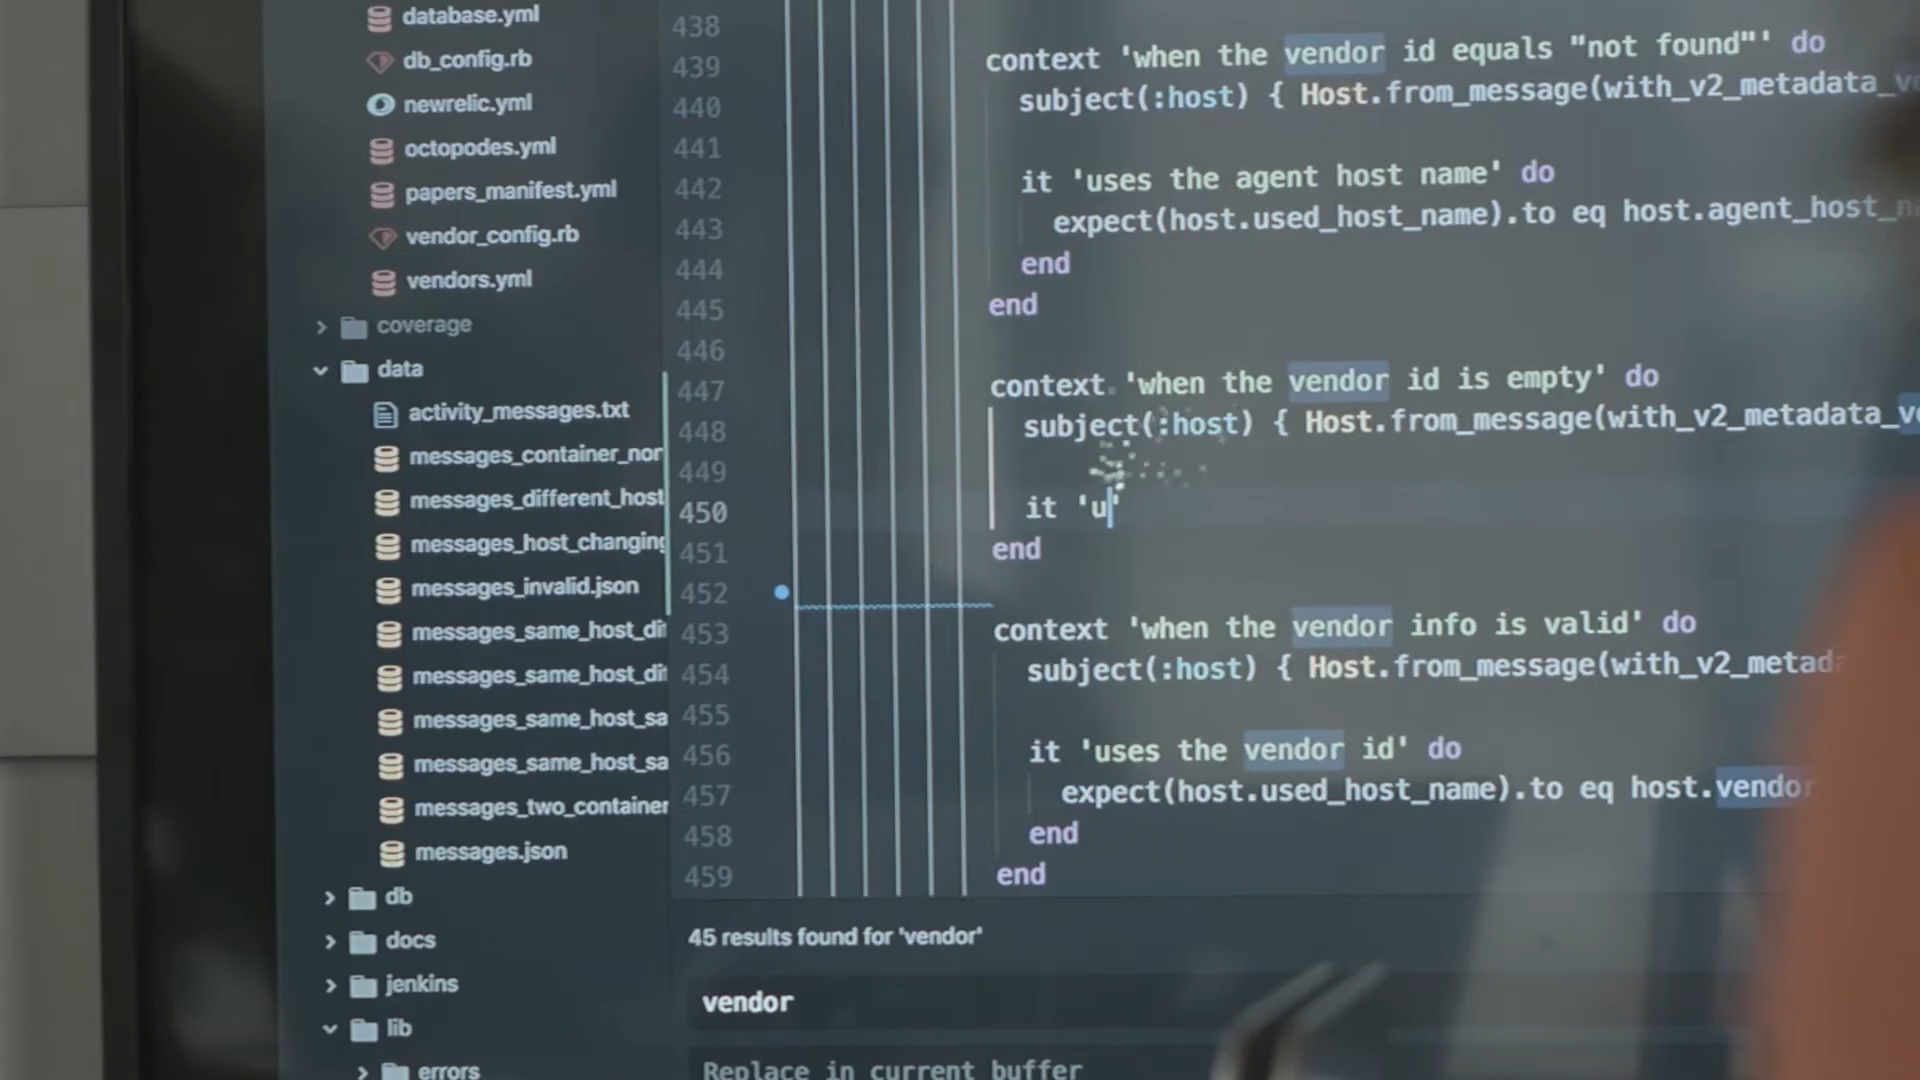 database.yml
db_config.rb
newrelic.yml
octopodes.yml
papers_manifest.yml
vendor_config.rb
vendors.yml
coverage
data
activity_messages.txt
messages_container_nor
messages_different_host
messages_host_changing
messages_invalid.json
messages_same_host_dif
messages_same_host_dif
messages_same_host_sa
messages_same_host_sa
messages_two_container
messages.json
db
docs
jenkins
lib
errors
438
439 context 'when the vendor id equals "not found"' do
440 subject(:host) { Host.from_message(with_v2_metadata_v
441
442 it 'uses the agent host name' do
443 expect(host.used_host_name).to eq host.agent_host_n
444 end
445 end
446
447 context 'when the vendor id is empty' do
448 subject(:host) { Host.from_message(with_v2_metadata_v
449
450 it 'u'
451 end
452
453 context 'when the vendor info is valid' do
454 subject(:host) { Host.from_message(with_v2_metad
455
456 it 'uses the vendor id' do
457 expect(host.used_host_name).to eq host.vendor
458 end
459 end
45 results found for 'vendor'
vendor
Replace in current buffer